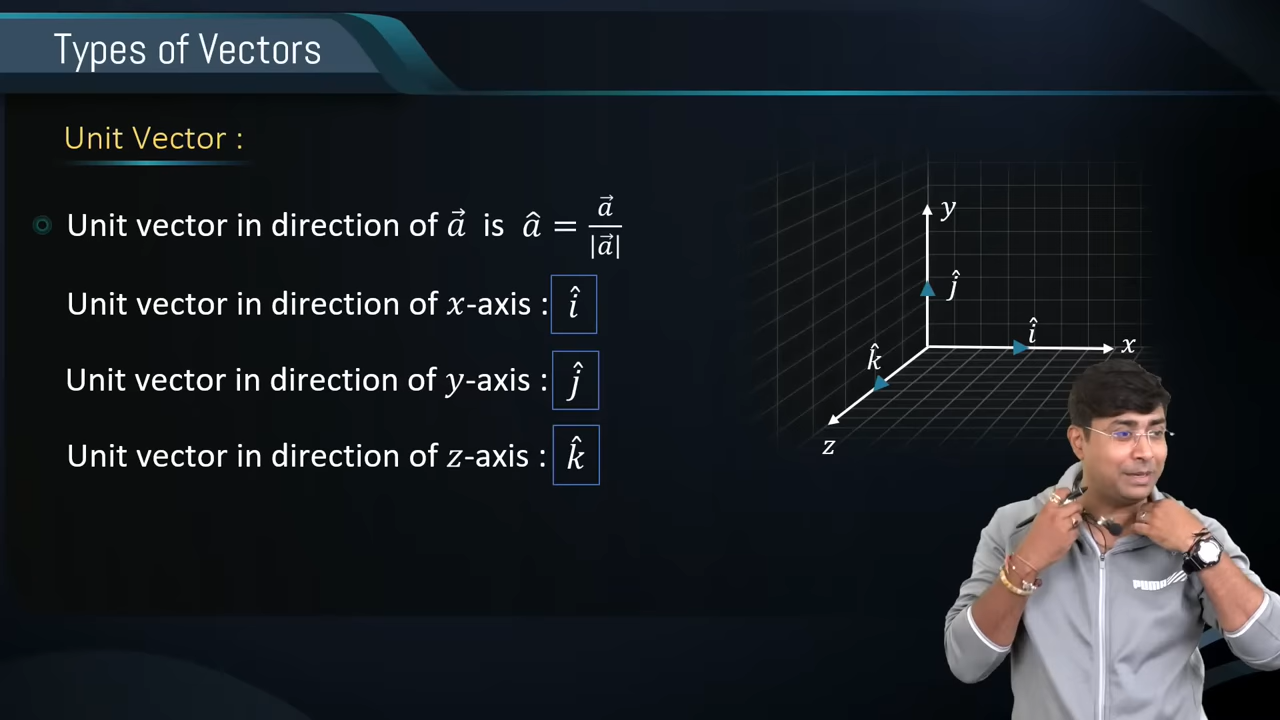 Types of Vectors
Unit Vector :
Unit vector in direction of a⃗ is â = a⃗/|a⃗|
Unit vector in direction of x-axis : î
Unit vector in direction of y-axis : ĵ
Unit vector in direction of z-axis : k̂
y
ĵ
î
x
k̂
z
PUMA